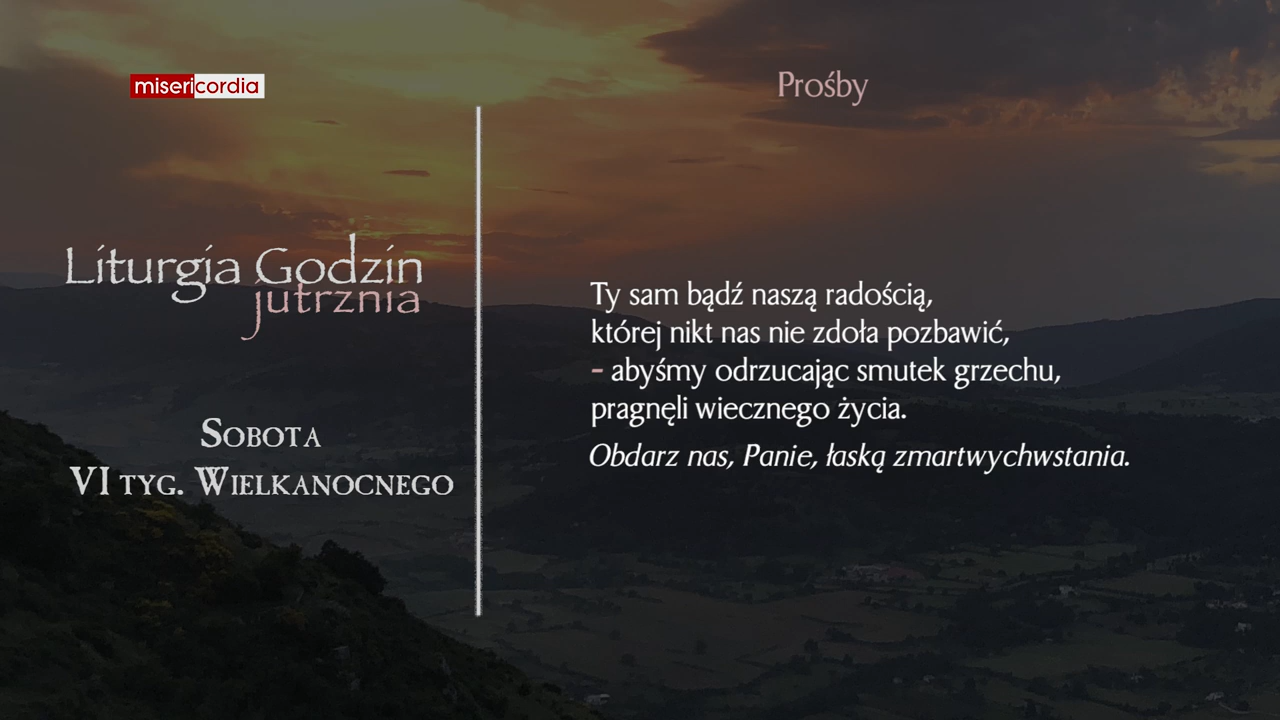 misericordia
Liturgia Godzin
jutrznia
Sobota
VI tyg. Wielkanocnego
Prośby
Ty sam bądź naszą radością,
której nikt nas nie zdoła pozbawić,
- abyśmy odrzucając smutek grzechu,
pragnęli wiecznego życia.
Obdarz nas, Panie, łaską zmartwychwstania.